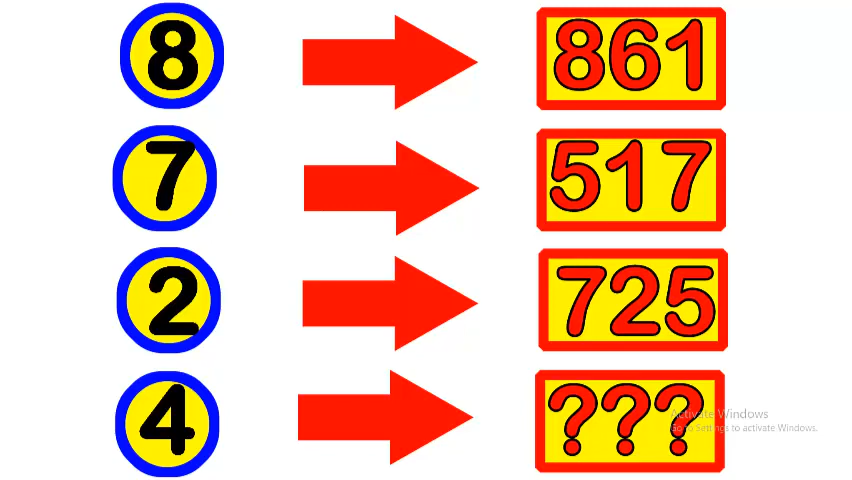 8 861
7 517
2 725
4 ???
Activate Windows
Go to Settings to activate Windows.